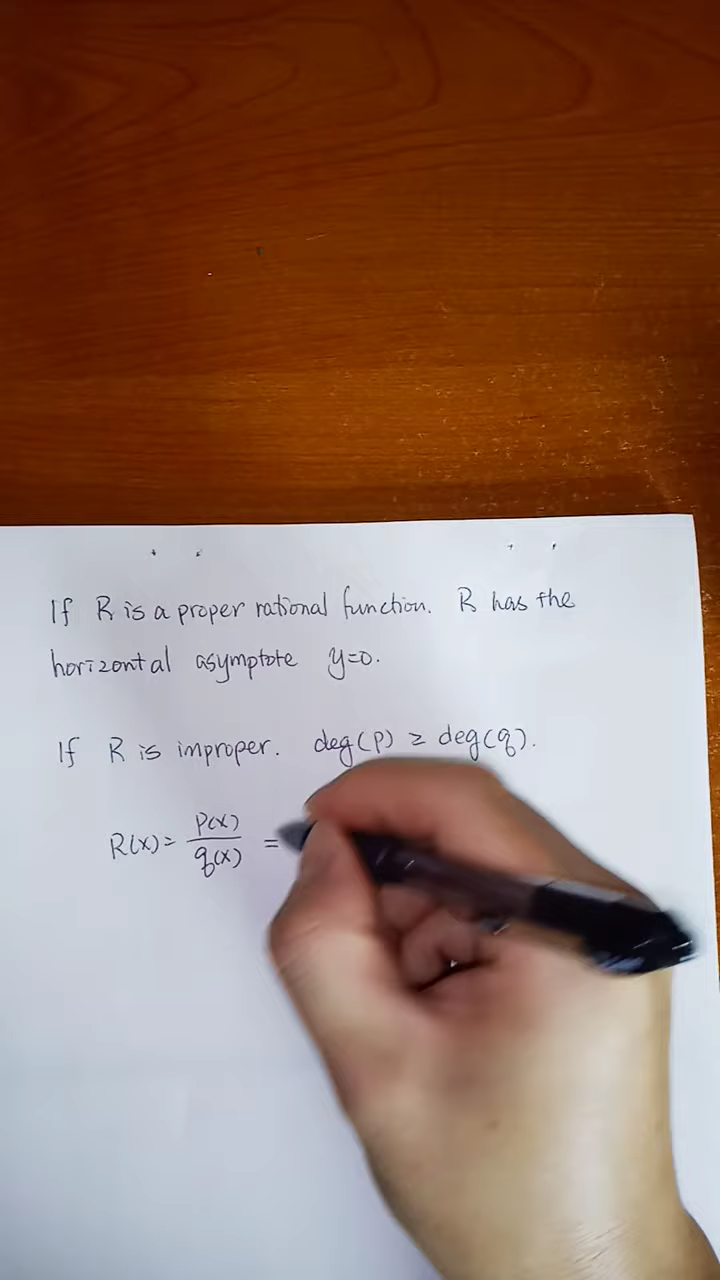 If R is a proper rational function. R has the
horizontal asymptote y=0.
If R is improper. deg(p) ≥ deg(q).
R(x) = p(x)/q(x) =